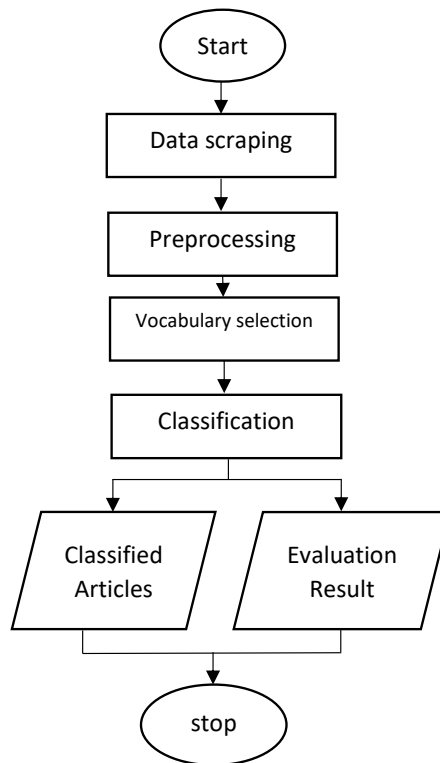 Start
Data scraping
Preprocessing
Vocabulary selection
Classification
Classified
Articles
Evaluation
Result
stop